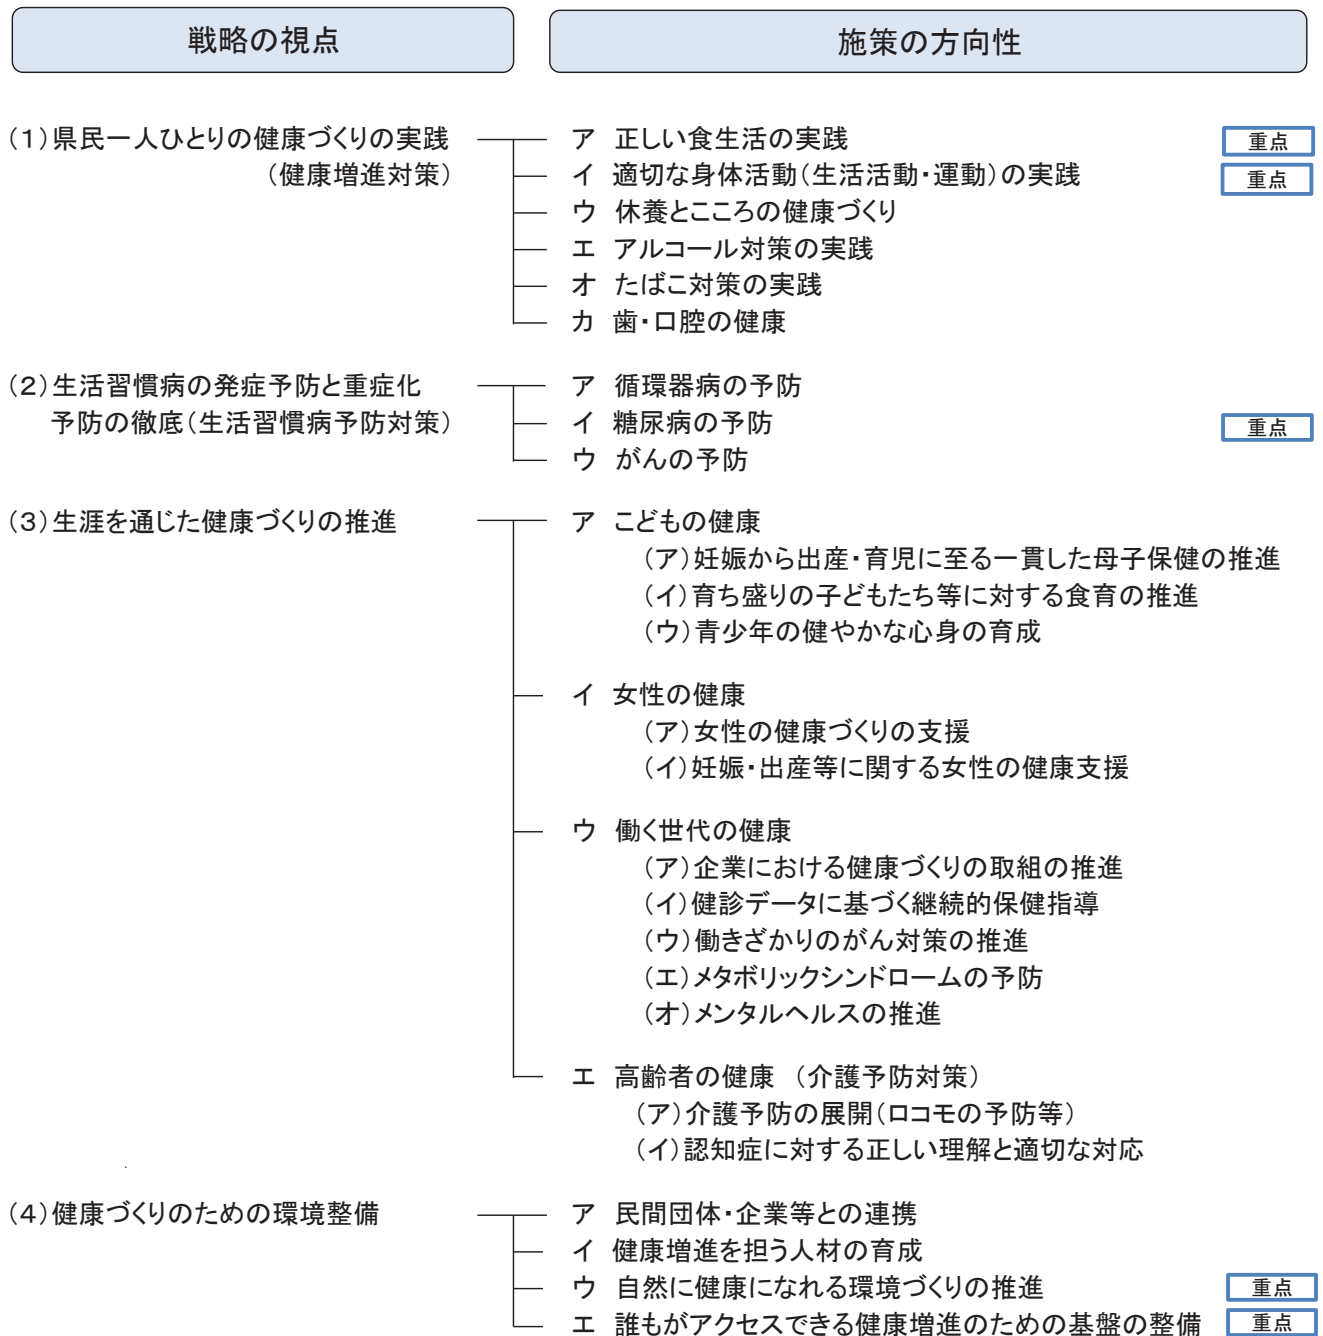 戦略の視点
施策の方向性
(1)県民一人ひとりの健康づくりの実践
(健康増進対策)
ア 正しい食生活の実践 重点
イ 適切な身体活動(生活活動・運動)の実践 重点
ウ 休養とこころの健康づくり
エ アルコール対策の実践
オ たばこ対策の実践
カ 歯・口腔の健康
(2)生活習慣病の発症予防と重症化
予防の徹底(生活習慣病予防対策)
ア 循環器病の予防
イ 糖尿病の予防 重点
ウ がんの予防
(3)生涯を通じた健康づくりの推進
ア こどもの健康
(ア)妊娠から出産・育児に至る一貫した母子保健の推進
(イ)育ち盛りの子どもたち等に対する食育の推進
(ウ)青少年の健やかな心身の育成
イ 女性の健康
(ア)女性の健康づくりの支援
(イ)妊娠・出産等に関する女性の健康支援
ウ 働く世代の健康
(ア)企業における健康づくりの取組の推進
(イ)健診データに基づく継続的保健指導
(ウ)働きざかりのがん対策の推進
(エ)メタボリックシンドロームの予防
(オ)メンタルヘルスの推進
エ 高齢者の健康 (介護予防対策)
(ア)介護予防の展開(ロコモの予防等)
(イ)認知症に対する正しい理解と適切な対応
(4)健康づくりのための環境整備
ア 民間団体・企業等との連携
イ 健康増進を担う人材の育成
ウ 自然に健康になれる環境づくりの推進 重点
エ 誰もがアクセスできる健康増進のための基盤の整備 重点